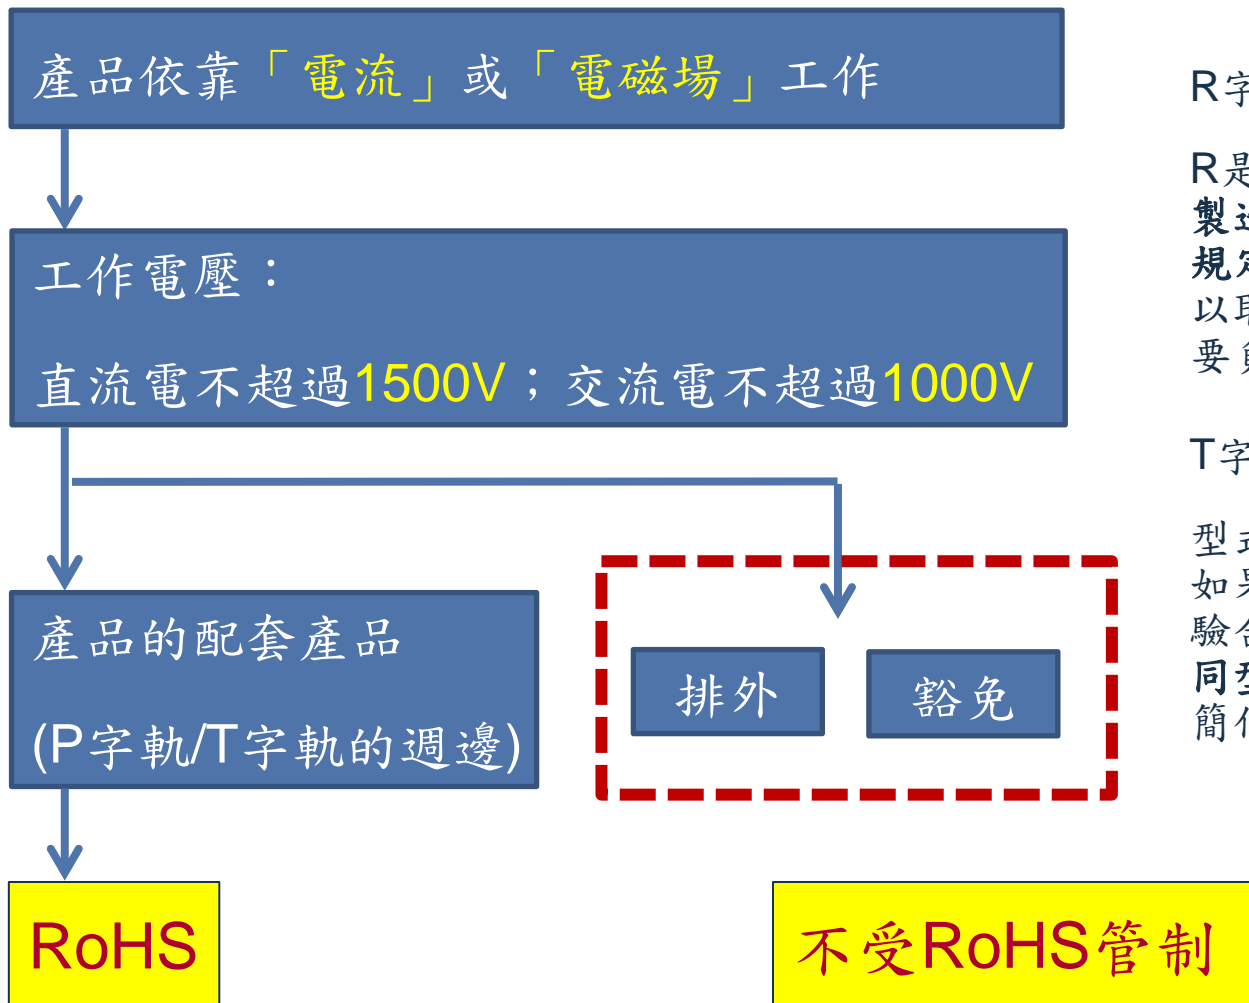 產品依靠「電流」或「電磁場」工作
工作電壓：
直流電不超過1500V；交流電不超過1000V
產品的配套產品
(P字軌/T字軌的週邊)
排外
豁免
RoHS
不受RoHS管制
R字
R是
製
規
以
要
T字
型
如
驗
同
簡